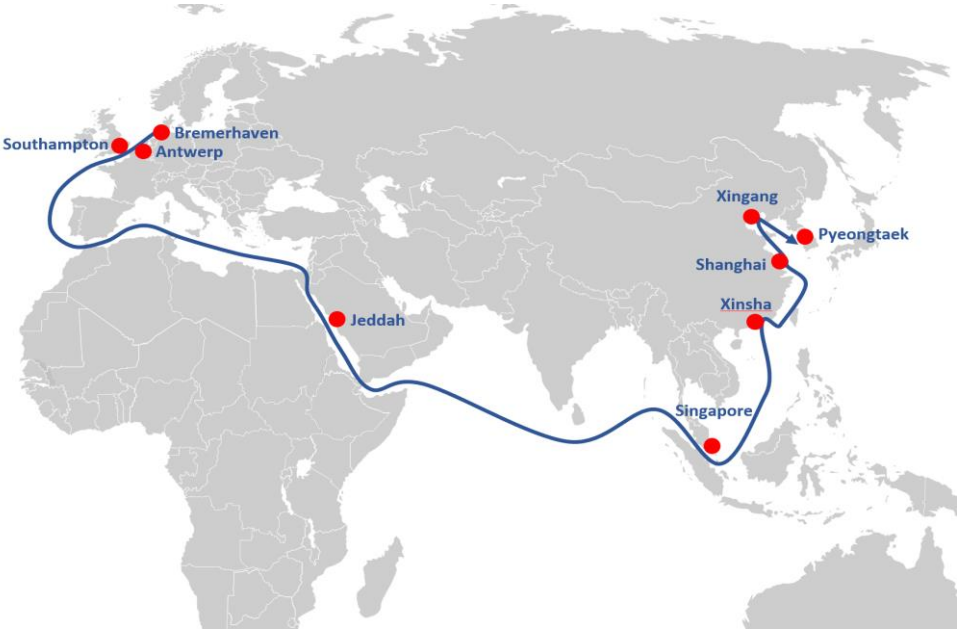 Bremerhaven
Southampton
Antwerp
Xingang
Pyeongtaek
Shanghai
Xinsha
Jeddah
Singapore